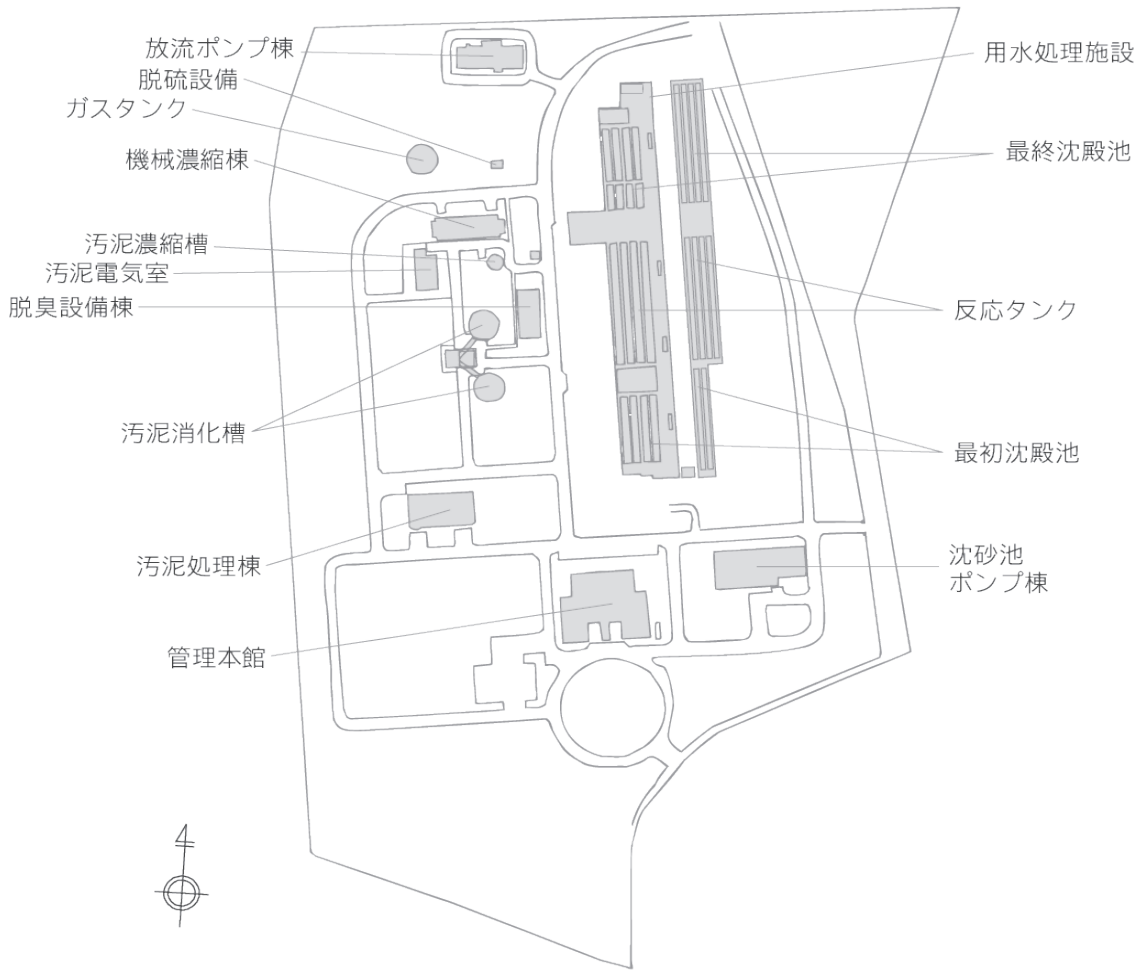 放流ポンプ棟
脱硫設備
ガスタンク
機械濃縮棟
汚泥濃縮槽
汚泥電気室
脱臭設備棟
汚泥消化槽
汚泥処理棟
管理本館
用水処理施設
最終沈殿池
反応タンク
最初沈殿池
沈砂池
ポンプ棟